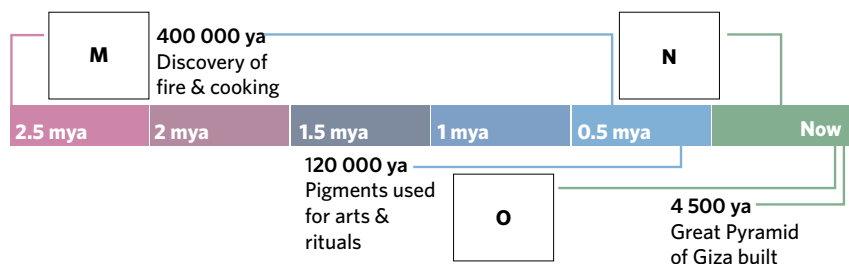 M
400 000 ya
Discovery of
fire & cooking
N
2.5 mya
2 mya
1.5 mya
1 mya
0.5 mya
Now
120 000 ya
Pigments used
for arts &
rituals
O
4 500 ya
Great Pyramid
of Giza built